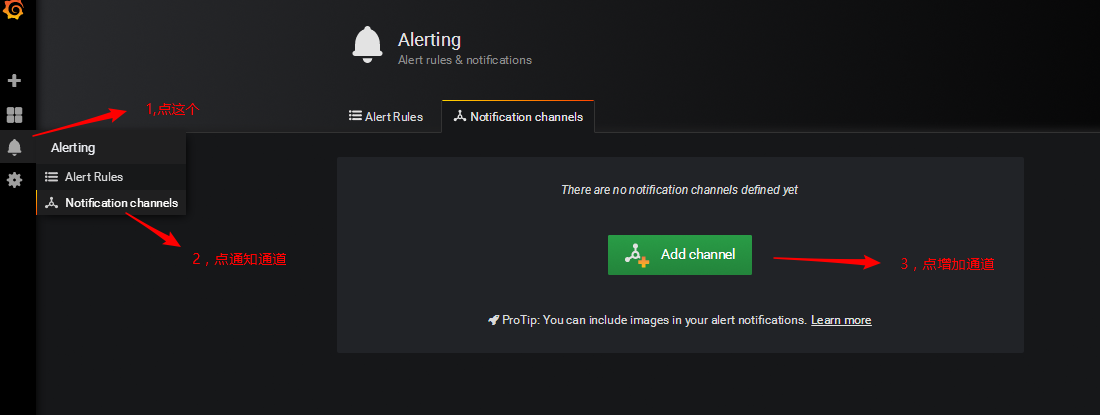 Alerting
Alert rules & notifications
1,点这个
Alert Rules
Notification channels
Alerting
Alert Rules
Notification channels
There are no notification channels defined yet
2，点通知通道
Add channel
3，点增加通道
ProTip: You can include images in your alert notifications. Learn more